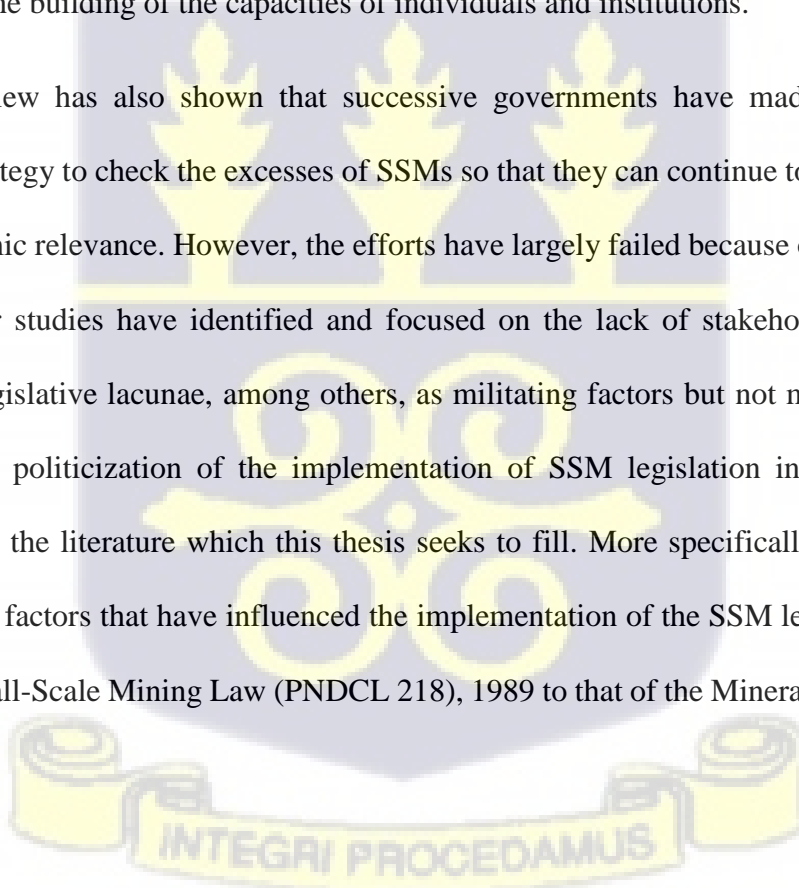 he building of the capacities of individuals and institutions.
ew has also shown that successive governments have mad
tegy to check the excesses of SSMs so that they can continue to
nic relevance. However, the efforts have largely failed because
r studies have identified and focused on the lack of stakeho
gislative lacunae, among others, as militating factors but not
politicization of the implementation of SSM legislation in
the literature which this thesis seeks to fill. More specificall
factors that have influenced the implementation of the SSM le
all-Scale Mining Law (PNDCL 218), 1989 to that of the Minera
INTEGRI PROCEDAMUS